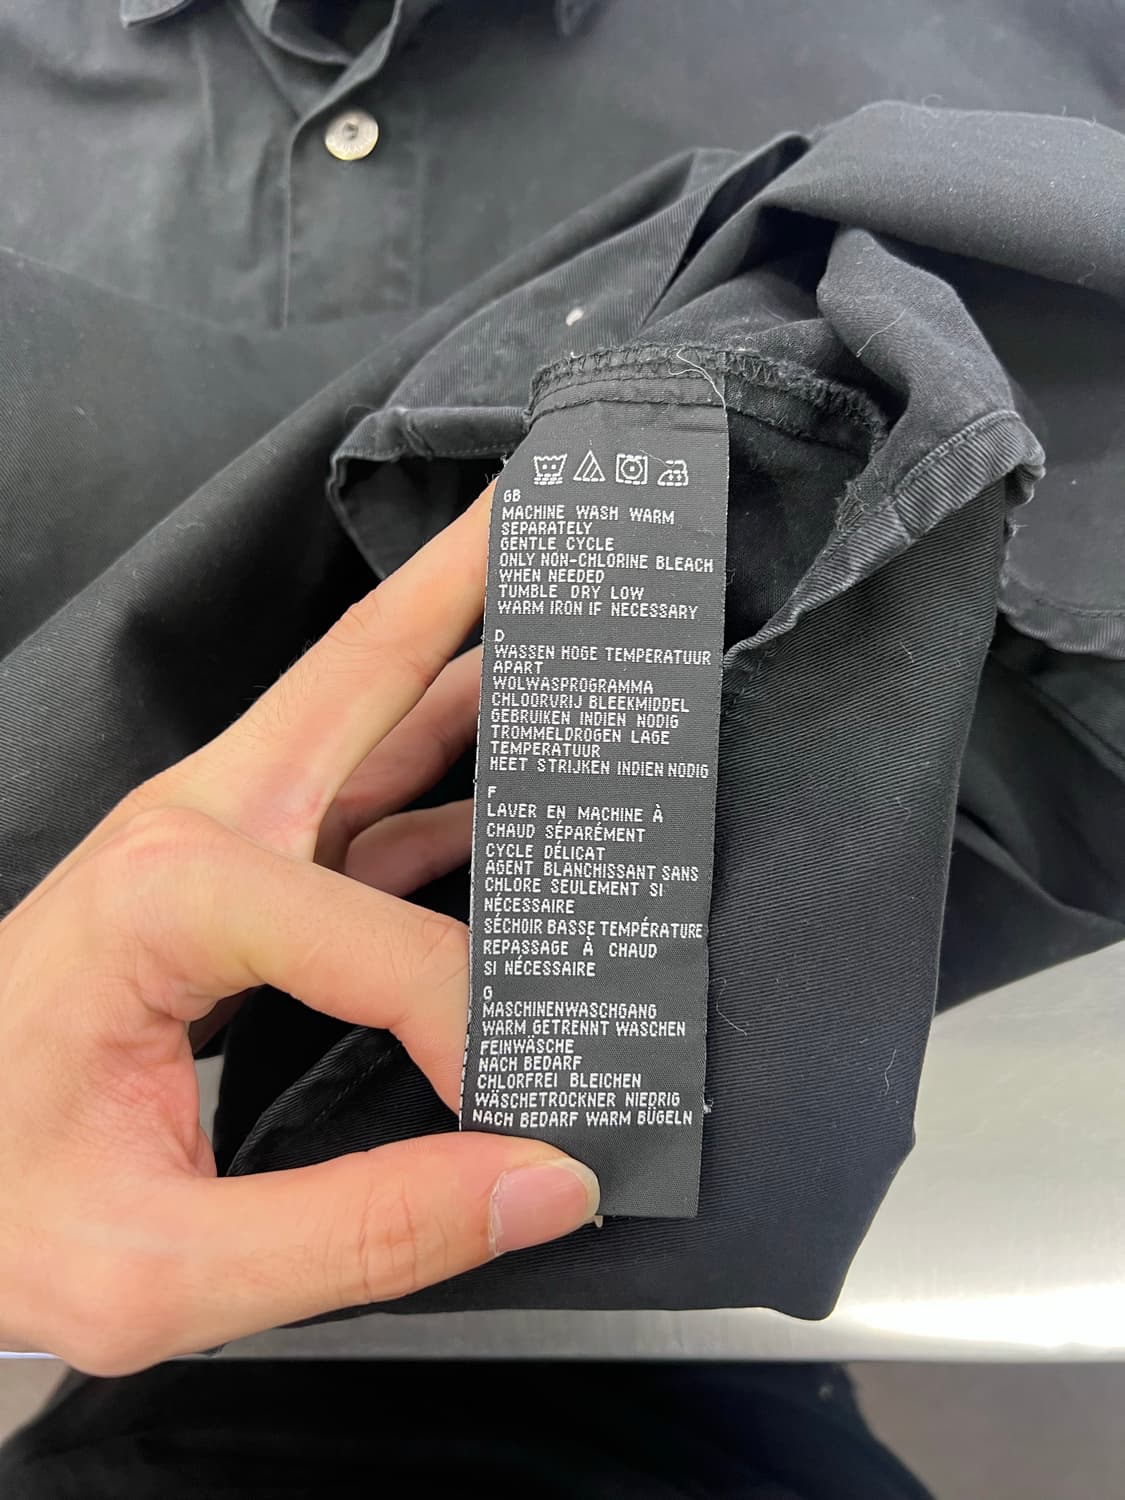 GB
MACHINE WASH WARM
SEPARATELY
GENTLE CYCLE
ONLY NON-CHLORINE BLEACH
WHEN NEEDED
TUMBLE DRY LOW
WARM IRON IF NECESSARY
D
WASSEN HOGE TEMPERATUUR
APART
WOLWASPROGRAMMA
CHLOORVRIJ BLEEKMIDDEL
GEBRUIKEN INDIEN NODIG
TROMMELDROGEN LAGE
TEMPERATUUR
HEET STRIJKEN INDIEN NODIG
F
LAVER EN MACHINE À
CHAUD SÉPARÉMENT
CYCLE DÉLICAT
AGENT BLANCHISSANT SANS
CHLORE SEULEMENT SI
NÉCESSAIRE
SÉCHOIR BASSE TEMPÉRATURE
REPASSAGE À CHAUD
SI NÉCESSAIRE
G
MASCHINENWASCHGANG
WARM GETRENNT WASCHEN
FEINWÄSCHE
NACH BEDARF
CHLORFREI BLEICHEN
WÄSCHETROCKNER NIEDRIG
NACH BEDARF WARM BÜGELN